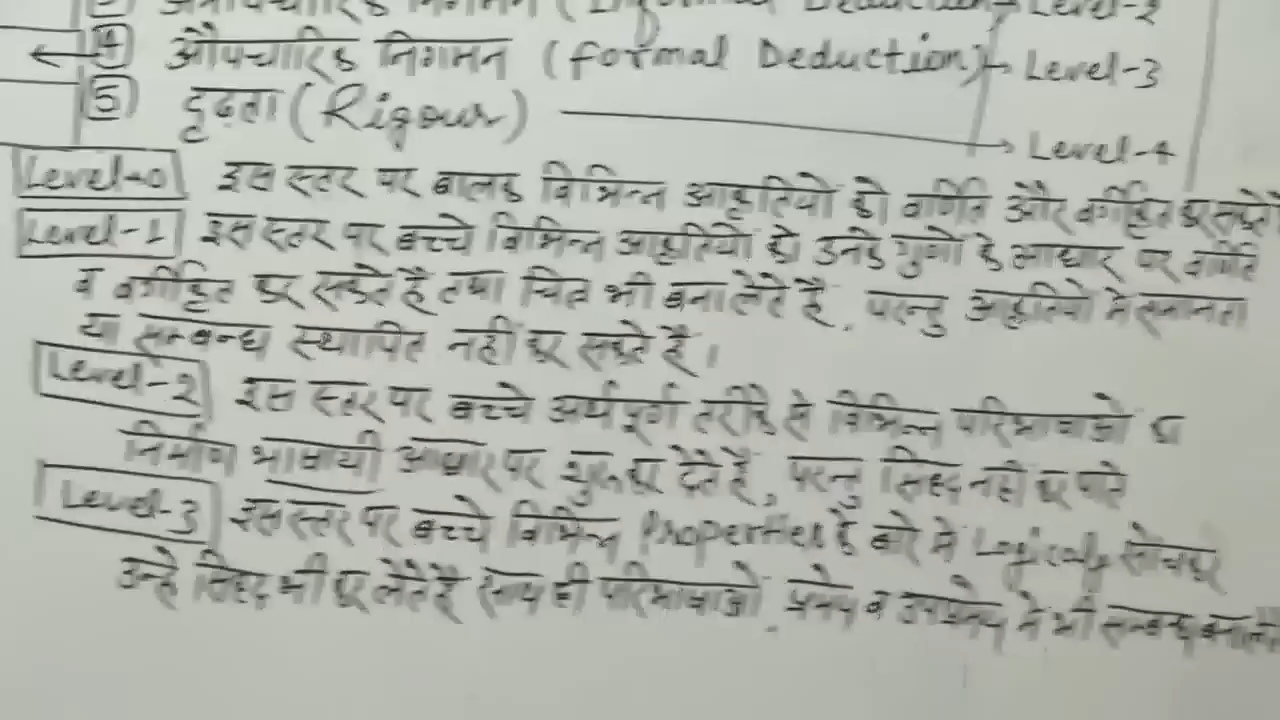 अनौपचारिक निगमन (Informal Deduction) → Level-2
4 औपचारिक निगमन (formal Deduction) → Level-3
5 दृढ़ता (Rigour) → Level-4
Level-0 इस स्तर पर बालक विभिन्न आकृतियो को वर्णित और वर्गीकृत कर सकते है
Level-1 इस स्तर पर बच्चे विभिन्त आकृतियो को उनके गुणो के आधार पर वर्णित
व वर्गीकृत कर सकते है तथा चित्र भी बना लेते है, परन्तु आकृतियो मे समानता
या सम्बन्ध स्थापित नही कर सकते है।
Level-2 इस स्तर पर बच्चे अर्थपूर्ण तरीके से विभिन्न परिभाषाओ का
निर्माण भाषायी आधार पर शुरू कर देते है, परन्तु सिद्ध नही कर पाते
Level-3 इस स्तर पर बच्चे विभिन्न Properties के बारे मे Logically सोचकर
उन्हे सिद्ध भी कर लेते है साथ ही परिभाषाओ, प्रमेय व उपप्रमेय मे भी सम्बन्ध बना लेते